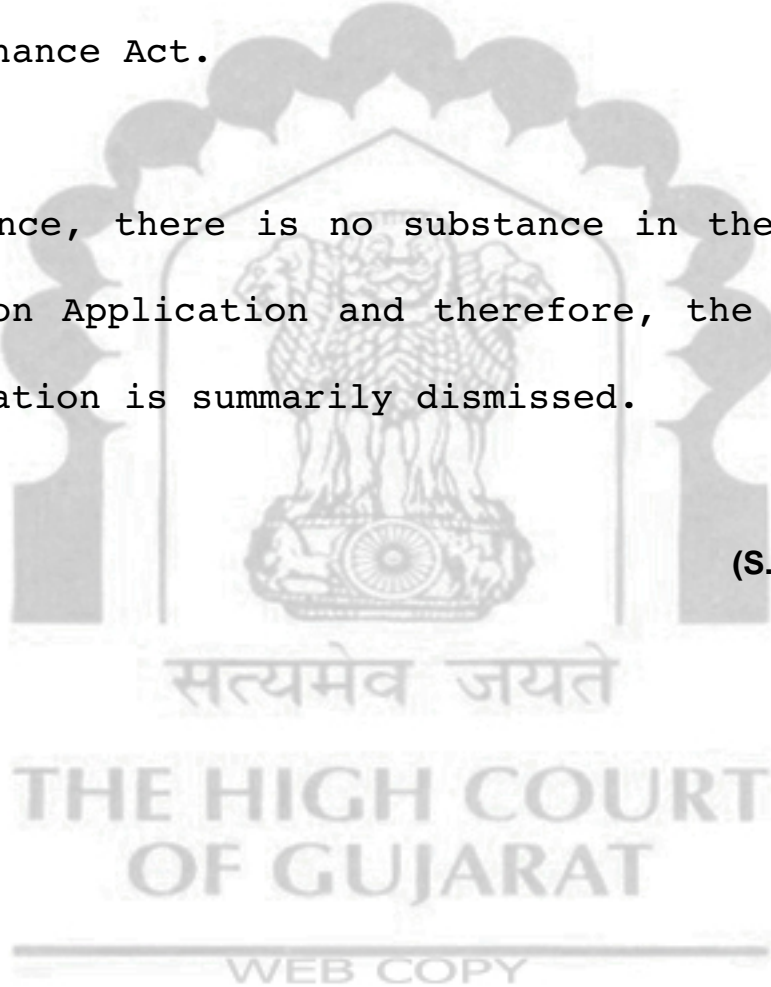 nance Act.
nce, there is no substance in the
on Application and therefore, the
ation is summarily dismissed.
(S.
सत्यमेव जयते
THE HIGH COURT
OF GUJARAT
WEB COPY